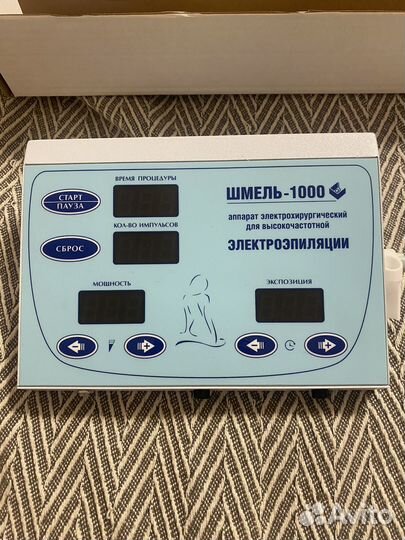 ВРЕМЯ ПРОЦЕДУРЫ
СТАРТ
ПАУЗА
КОЛ-ВО ИМПУЛЬСОВ
СБРОС
ШМЕЛЬ-1000
аппарат электрохирургический
для высокочастотной
ЭЛЕКТРОЭПИЛЯЦИИ
МОЩНОСТЬ
ЭКСПОЗИЦИЯ
Avito